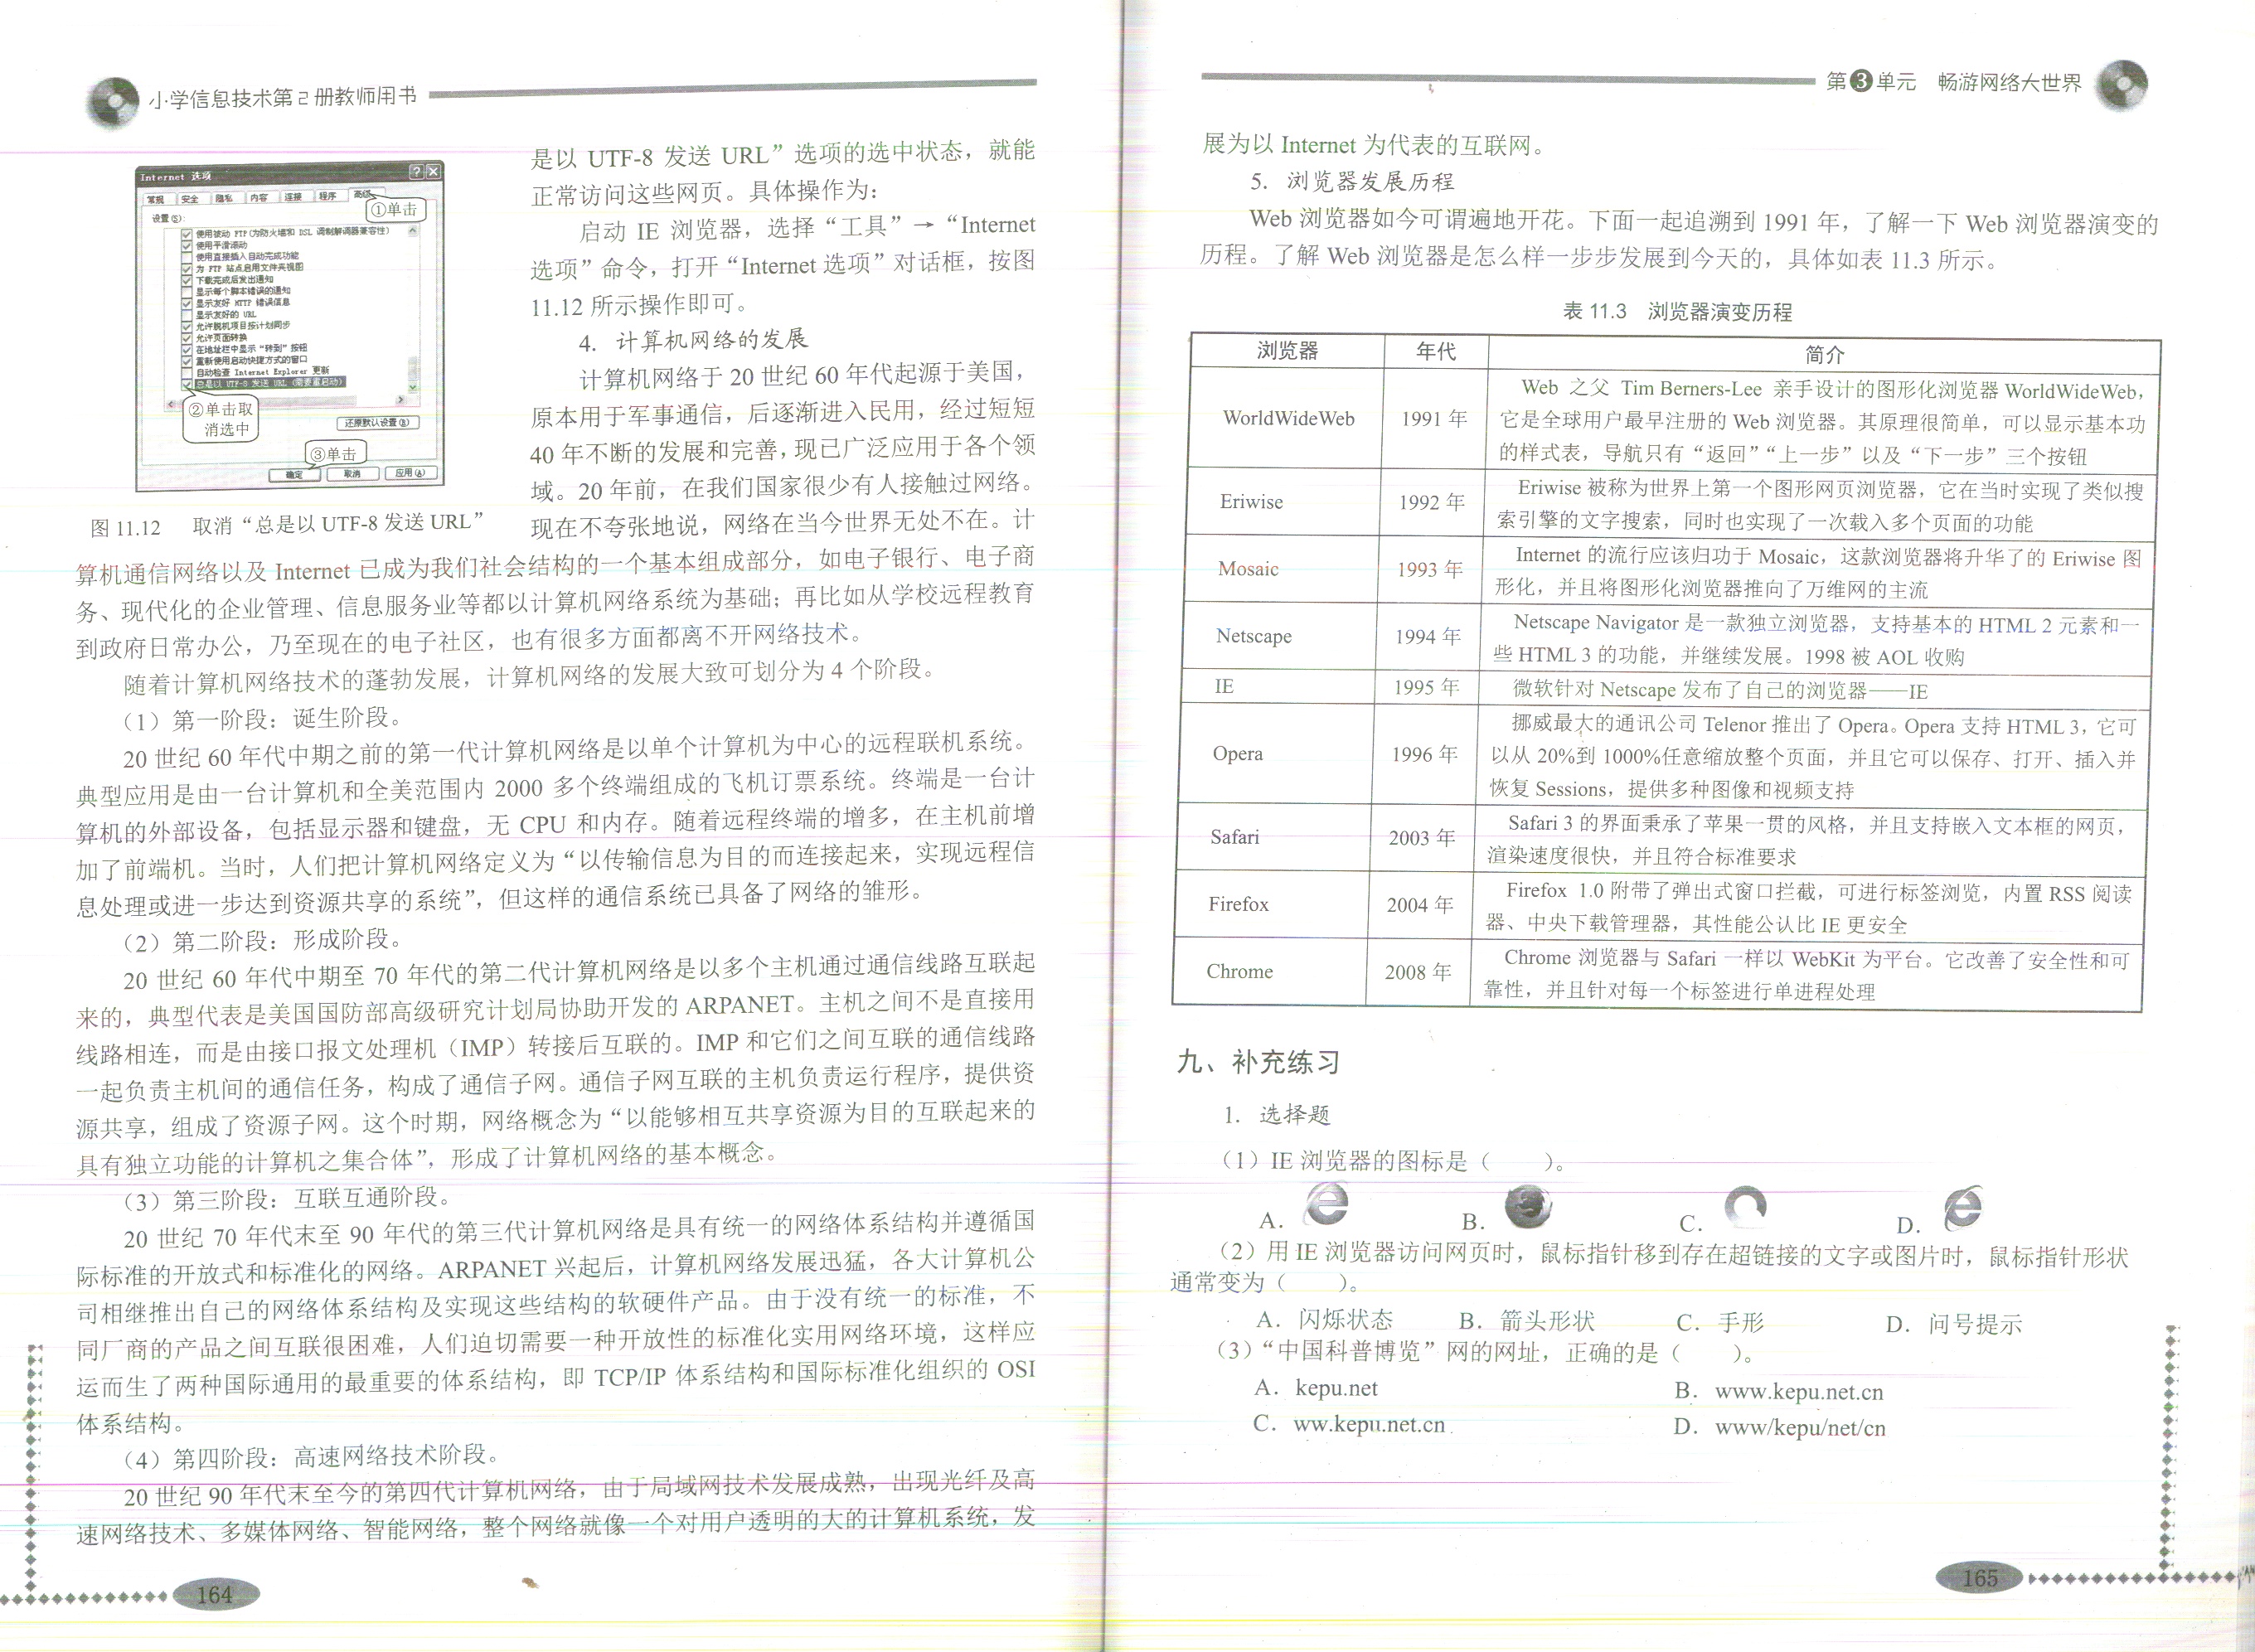 小学信息技术第2册教师用书
Internet 选项
常规 安全 隐私 内容 连接 程序 高级
①单击
设置(S):
使用被动 FTP(为防火墙和 DSL 调制解调器兼容性)
使用平滑滚动
使用直接插入自动完成功能
为 FTP 站点启用文件夹视图
下载完成后发出通知
显示每个脚本错误的通知
显示友好 HTTP 错误信息
显示友好的 URL
允许脱机项目按计划同步
允许页面转换
在地址栏中显示“转到”按钮
重新使用启动快捷方式的窗口
自动检查 Internet Explorer 更新
总是以 UTF-8 发送 URL (需要重启动)
②单击取
消选中
还原默认设置(R)
③单击
确定 取消 应用(A)
图 11.12 取消“总是以 UTF-8 发送 URL”
是以 UTF-8 发送 URL”选项的选中状态，就能
正常访问这些网页。具体操作为：
启动 IE 浏览器，选择“工具”→“Internet
选项”命令，打开“Internet 选项”对话框，按图
11.12 所示操作即可。
4. 计算机网络的发展
计算机网络于 20 世纪 60 年代起源于美国，
原本用于军事通信，后逐渐进入民用，经过短短
40 年不断的发展和完善，现已广泛应用于各个领
域。20 年前，在我们国家很少有人接触过网络。
现在不夸张地说，网络在当今世界无处不在。计
算机通信网络以及 Internet 已成为我们社会结构的一个基本组成部分，如电子银行、电子商
务、现代化的企业管理、信息服务业等都以计算机网络系统为基础；再比如从学校远程教育
到政府日常办公，乃至现在的电子社区，也有很多方面都离不开网络技术。
随着计算机网络技术的蓬勃发展，计算机网络的发展大致可划分为 4 个阶段。
（1）第一阶段：诞生阶段。
20 世纪 60 年代中期之前的第一代计算机网络是以单个计算机为中心的远程联机系统。
典型应用是由一台计算机和全美范围内 2000 多个终端组成的飞机订票系统。终端是一台计
算机的外部设备，包括显示器和键盘，无 CPU 和内存。随着远程终端的增多，在主机前增
加了前端机。当时，人们把计算机网络定义为“以传输信息为目的而连接起来，实现远程信
息处理或进一步达到资源共享的系统”，但这样的通信系统已具备了网络的雏形。
（2）第二阶段：形成阶段。
20 世纪 60 年代中期至 70 年代的第二代计算机网络是以多个主机通过通信线路互联起
来的，典型代表是美国国防部高级研究计划局协助开发的 ARPANET。主机之间不是直接用
线路相连，而是由接口报文处理机（IMP）转接后互联的。IMP 和它们之间互联的通信线路
一起负责主机间的通信任务，构成了通信子网。通信子网互联的主机负责运行程序，提供资
源共享，组成了资源子网。这个时期，网络概念为“以能够相互共享资源为目的互联起来的
具有独立功能的计算机之集合体”，形成了计算机网络的基本概念。
（3）第三阶段：互联互通阶段。
20 世纪 70 年代末至 90 年代的第三代计算机网络是具有统一的网络体系结构并遵循国
际标准的开放式和标准化的网络。ARPANET 兴起后，计算机网络发展迅猛，各大计算机公
司相继推出自己的网络体系结构及实现这些结构的软硬件产品。由于没有统一的标准，不
同厂商的产品之间互联很困难，人们迫切需要一种开放性的标准化实用网络环境，这样应
运而生了两种国际通用的最重要的体系结构，即 TCP/IP 体系结构和国际标准化组织的 OSI
体系结构。
（4）第四阶段：高速网络技术阶段。
20 世纪 90 年代末至今的第四代计算机网络，由于局域网技术发展成熟，出现光纤及高
速网络技术、多媒体网络、智能网络，整个网络就像一个对用户透明的大的计算机系统，发
164
第3单元 畅游网络大世界
展为以 Internet 为代表的互联网。
5. 浏览器发展历程
Web 浏览器如今可谓遍地开花。下面一起追溯到 1991 年，了解一下 Web 浏览器演变的
历程。了解 Web 浏览器是怎么样一步步发展到今天的，具体如表 11.3 所示。
表 11.3 浏览器演变历程
浏览器 年代 简介
WorldWideWeb 1991 年 Web 之父 Tim Berners-Lee 亲手设计的图形化浏览器 WorldWideWeb，
它是全球用户最早注册的 Web 浏览器。其原理很简单，可以显示基本功
的样式表，导航只有“返回”“上一步”以及“下一步”三个按钮
Eriwise 1992 年 Eriwise 被称为世界上第一个图形网页浏览器，它在当时实现了类似搜
索引擎的文字搜索，同时也实现了一次载入多个页面的功能
Mosaic 1993 年 Internet 的流行应该归功于 Mosaic，这款浏览器将升华了的 Eriwise 图
形化，并且将图形化浏览器推向了万维网的主流
Netscape 1994 年 Netscape Navigator 是一款独立浏览器，支持基本的 HTML 2 元素和一
些 HTML 3 的功能，并继续发展。1998 被 AOL 收购
IE 1995 年 微软针对 Netscape 发布了自己的浏览器——IE
Opera 1996 年 挪威最大的通讯公司 Telenor 推出了 Opera。Opera 支持 HTML 3，它可
以从 20%到 1000%任意缩放整个页面，并且它可以保存、打开、插入并
恢复 Sessions，提供多种图像和视频支持
Safari 2003 年 Safari 3 的界面秉承了苹果一贯的风格，并且支持嵌入文本框的网页，
渲染速度很快，并且符合标准要求
Firefox 2004 年 Firefox 1.0 附带了弹出式窗口拦截，可进行标签浏览，内置 RSS 阅读
器、中央下载管理器，其性能公认比 IE 更安全
Chrome 2008 年 Chrome 浏览器与 Safari 一样以 WebKit 为平台。它改善了安全性和可
靠性，并且针对每一个标签进行单进程处理
九、补充练习
1. 选择题
（1）IE 浏览器的图标是（ ）。
A. B. C. D.
（2）用 IE 浏览器访问网页时，鼠标指针移到存在超链接的文字或图片时，鼠标指针形状
通常变为（ ）。
A. 闪烁状态 B. 箭头形状 C. 手形 D. 问号提示
（3）“中国科普博览”网的网址，正确的是（ ）。
A. kepu.net B. www.kepu.net.cn
C. ww.kepu.net.cn D. www/kepu/net/cn
165